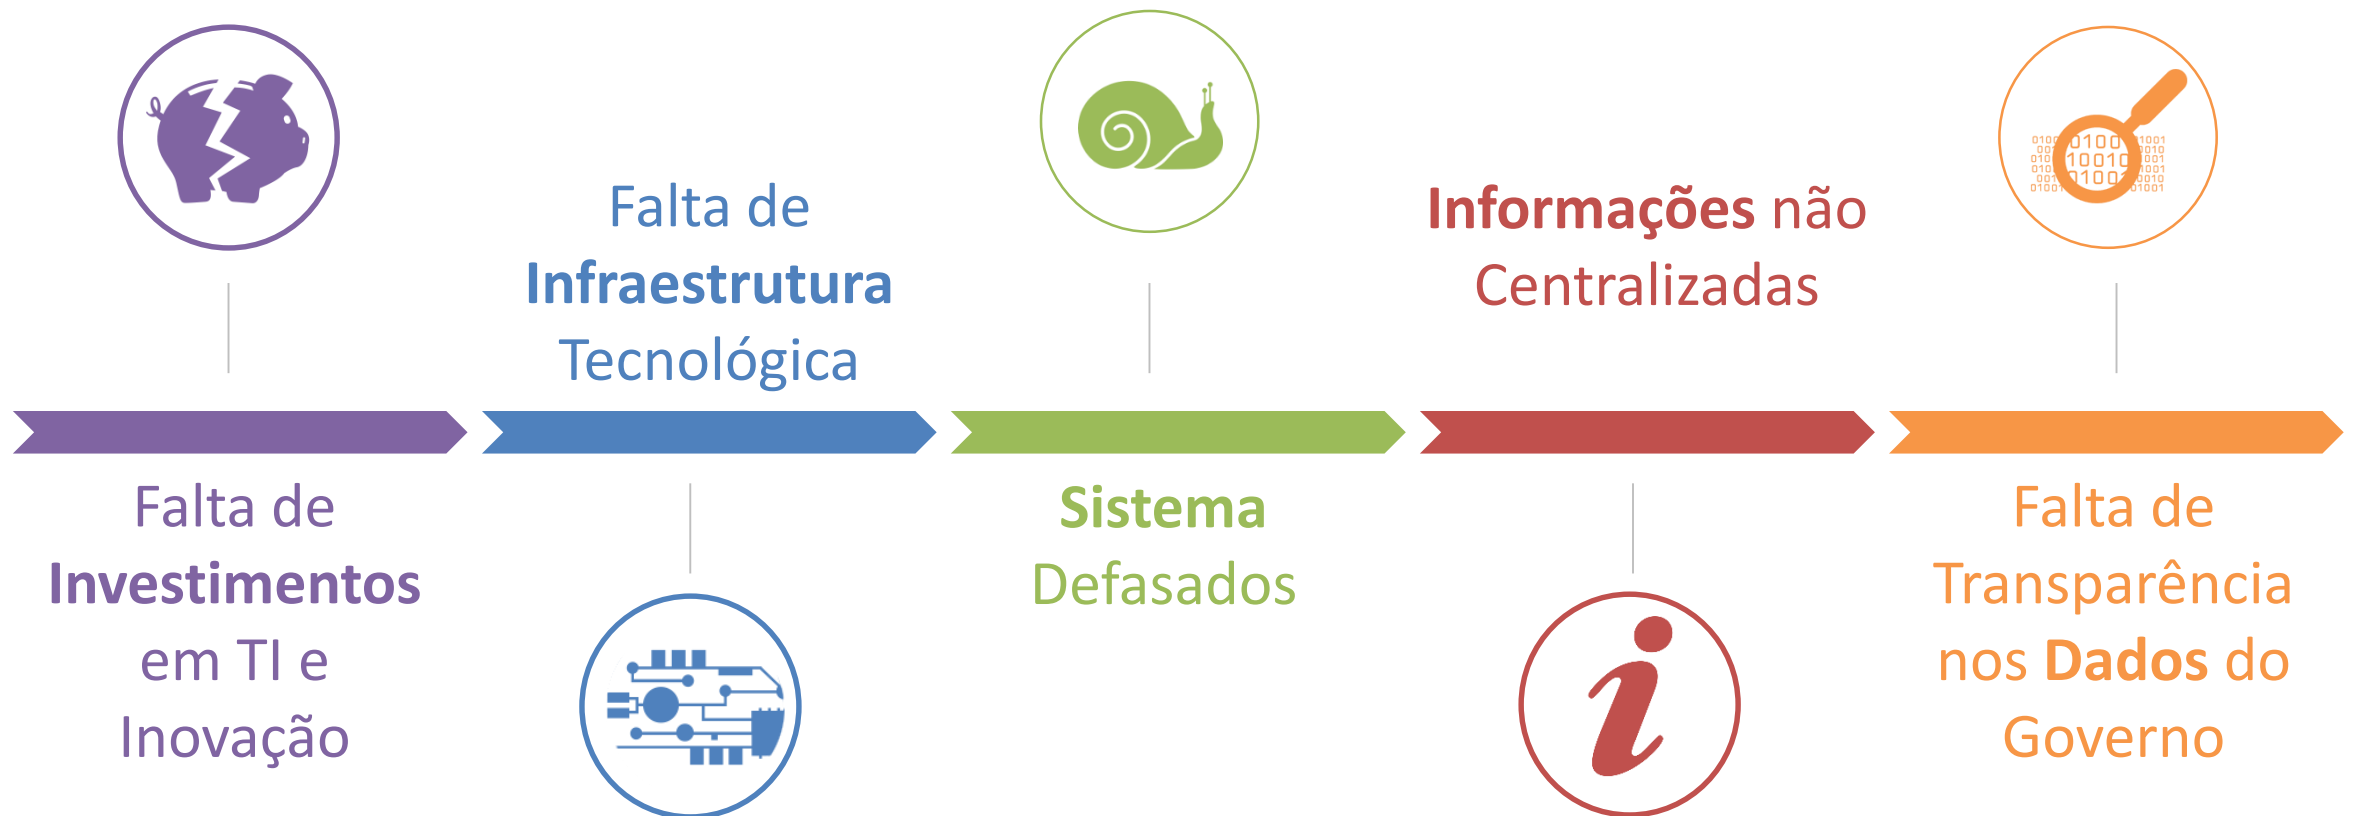 Falta de
Investimentos
em TI e
Inovação
Falta de
Infraestrutura
Tecnológica
Sistema
Defasados
Informações não
Centralizadas
Falta de
Transparência
nos Dados do
Governo